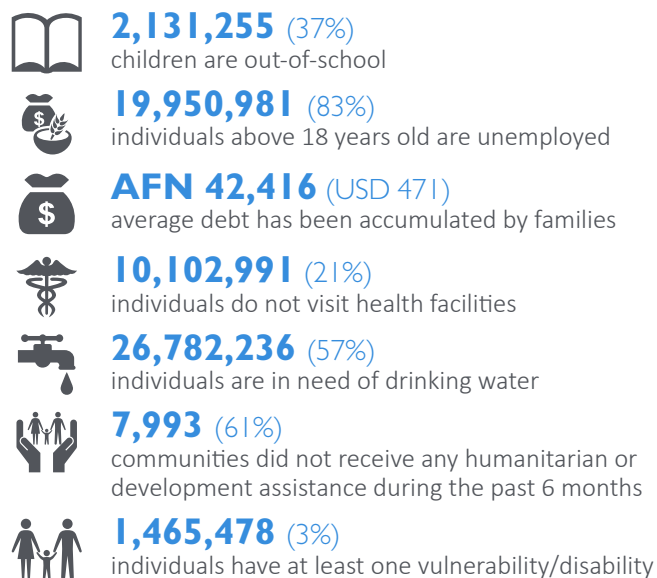 2,131,255 (37%)
children are out-of-school
$
19,950,981 (83%)
individuals above 18 years old are unemployed
$
AFN 42,416 (USD 471)
average debt has been accumulated by families
10,102,991 (21%)
individuals do not visit health facilities
26,782,236 (57%)
individuals are in need of drinking water
7,993 (61%)
communities did not receive any humanitarian or
development assistance during the past 6 months
1,465,478 (3%)
individuals have at least one vulnerability/disability